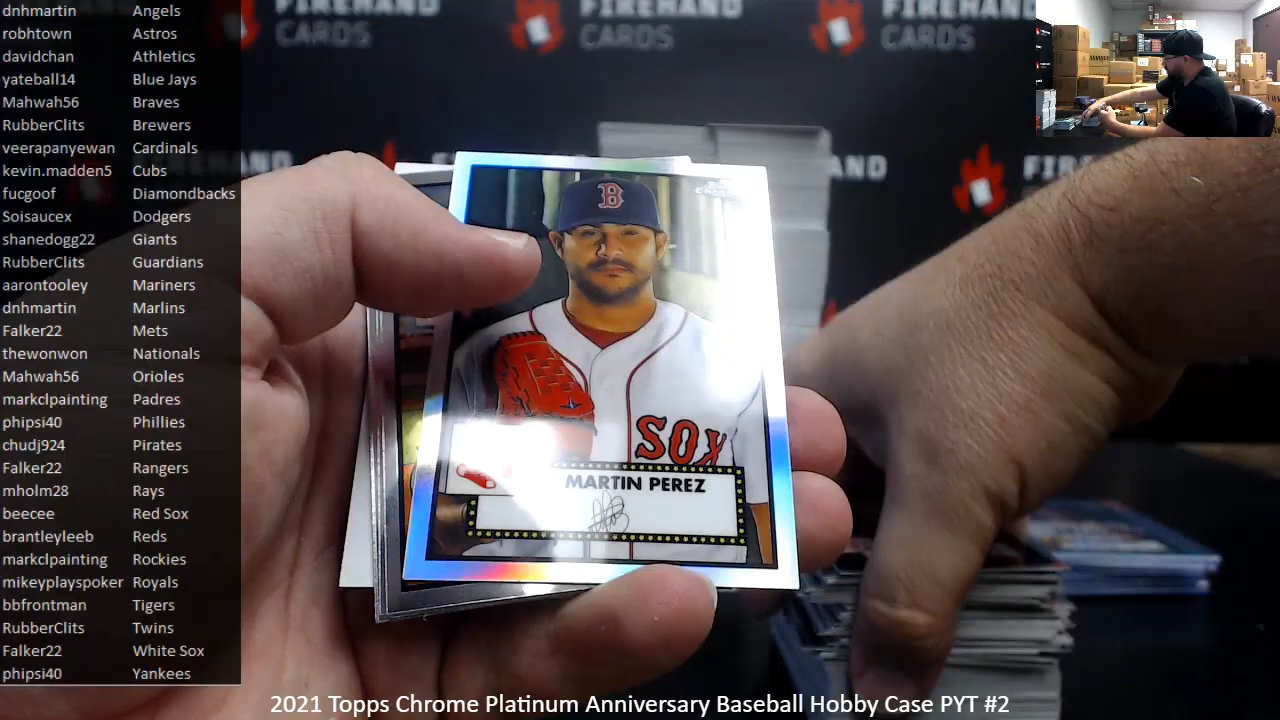 dnhmartin Angels
robhtown Astros
davidchan Athletics
yateball14 Blue Jays
Mahwah56 Braves
RubberClits Brewers
veerapanyewan Cardinals
kevin.madden5 Cubs
fucgoof Diamondbacks
Soisaucex Dodgers
shanedogg22 Giants
RubberClits Guardians
aarontooley Mariners
dnhmartin Marlins
Falker22 Mets
thewonwon Nationals
Mahwah56 Orioles
markclpainting Padres
phipsi40 Phillies
chudj924 Pirates
Falker22 Rangers
mholm28 Rays
beecee Red Sox
brantleyleeb Reds
markclpainting Rockies
mikeyplayspoker Royals
bbfrontman Tigers
RubberClits Twins
Falker22 White Sox
phipsi40 Yankees
FIREHAND CARDS
FIREHAND CARDS
FIREHAND CARDS
B
SOX
MARTIN PEREZ
2021 Topps Chrome Platinum Anniversary Baseball Hobby Case PYT #2